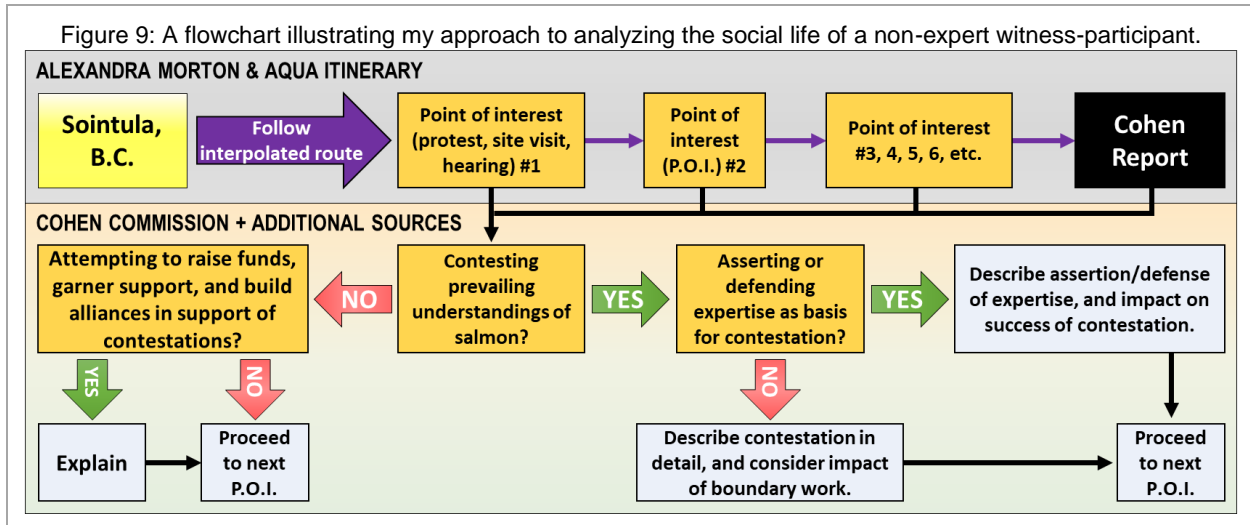 Figure 9: A flowchart illustrating my approach to analyzing the social life of a non-expert witness-participant.
ALEXANDRA MORTON & AQUA ITINERARY
Sointula,
B.C.
Follow
interpolated route
Point of interest
(protest, site visit,
hearing) #1
Point of
interest
(P.O.I.) #2
Point of interest
#3, 4, 5, 6, etc.
Cohen
Report
COHEN COMMISSION + ADDITIONAL SOURCES
Attempting to raise funds,
garner support, and build
alliances in support of
contestations?
NO
Contesting
prevailing
understandings of
salmon?
YES
Asserting or
defending
expertise as basis
for contestation?
YES
Describe assertion/defense
of expertise, and impact on
success of contestation.
YES
NO
NO
Explain
Proceed
to next
P.O.I.
Describe contestation in
detail, and consider impact
of boundary work.
Proceed
to next
P.O.I.